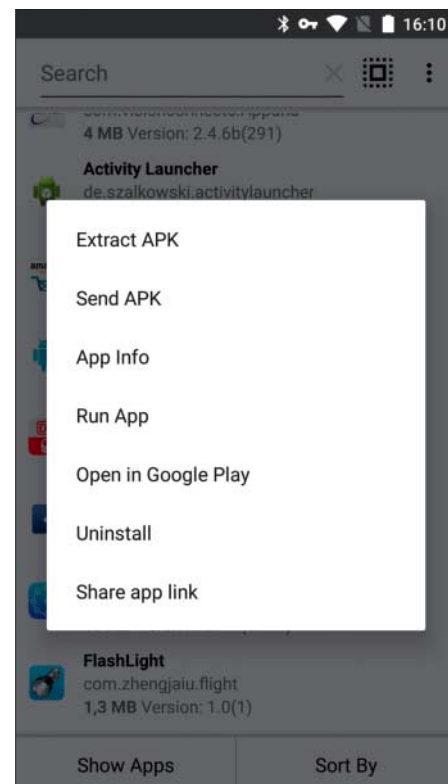 16:10
Search
4 MB Version: 2.4.6b(291)
Activity Launcher
de.szalkowski.activitylauncher
Extract APK
Send APK
App Info
Run App
Open in Google Play
Uninstall
Share app link
FlashLight
com.zhengjaiu.flight
1,3 MB Version: 1.0(1)
Show Apps
Sort By